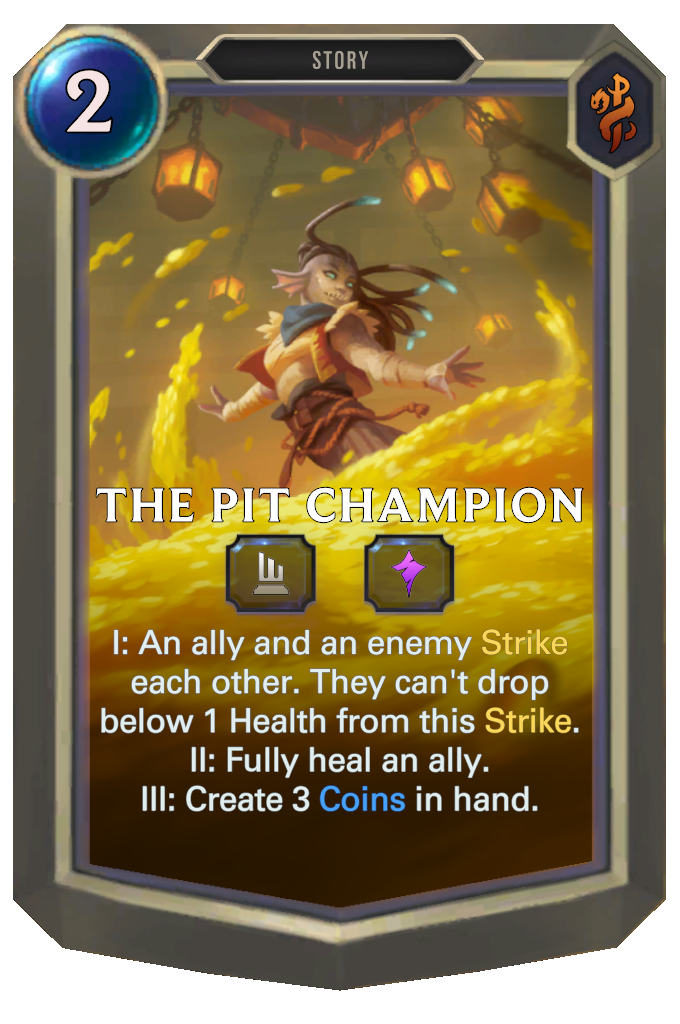 STORY
2
THE PIT CHAMPION
I: An ally and an enemy Strike
each other. They can't drop
below 1 Health from this Strike.
II: Fully heal an ally.
III: Create 3 Coins in hand.